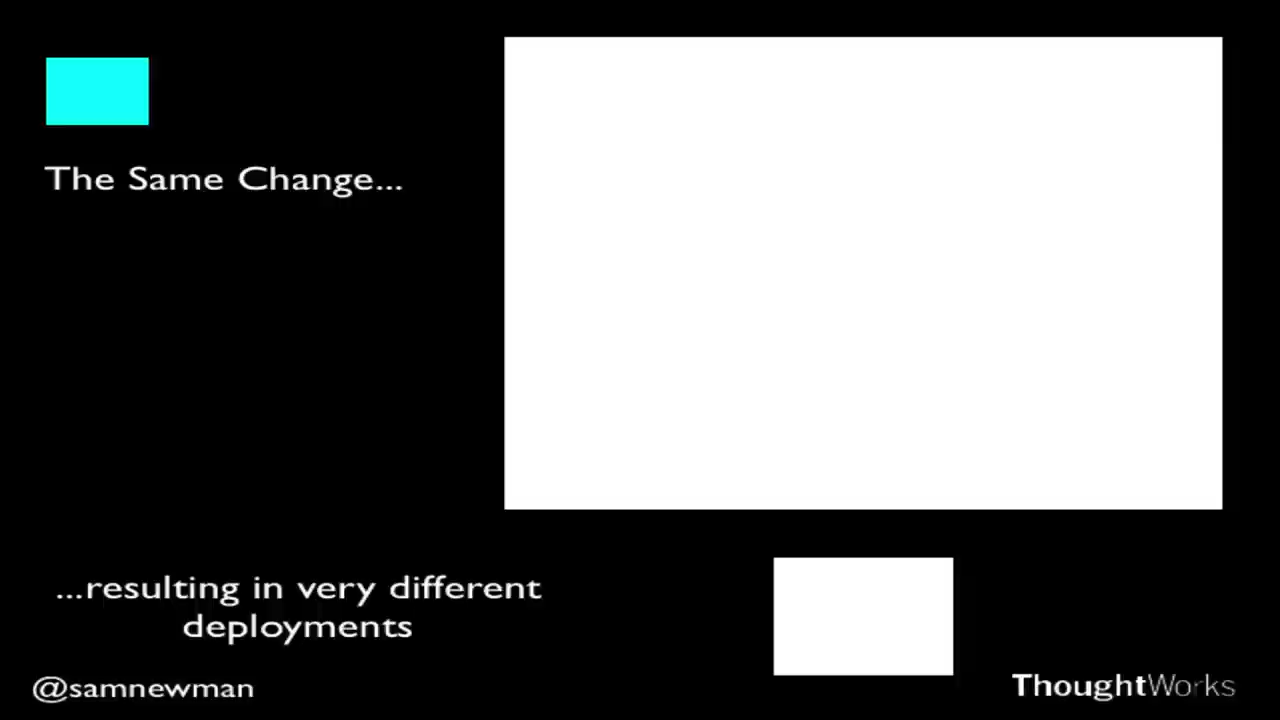 The Same Change...
...resulting in very different
deployments
@samnewman
ThoughtWorks